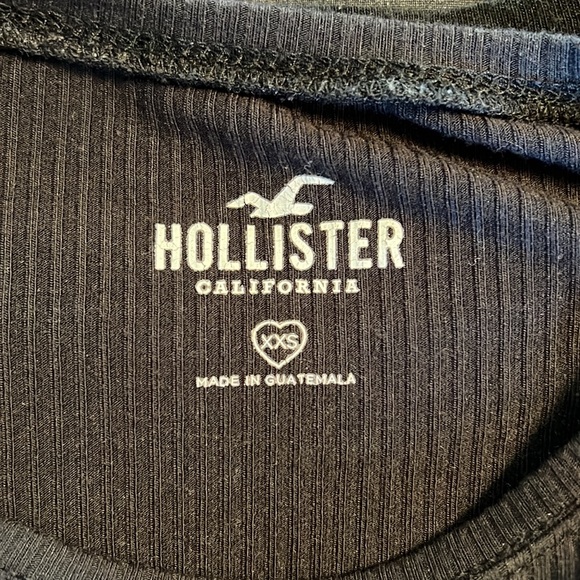 HOLLISTER
CALIFORNIA
XXS
MADE IN GUATEMALA